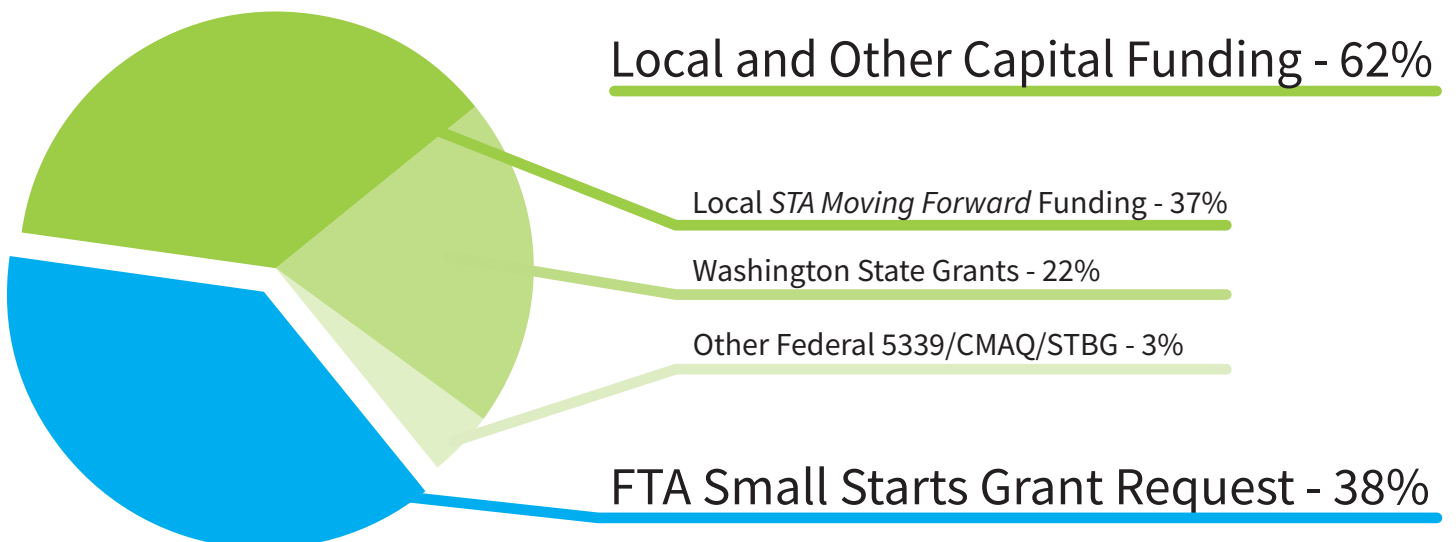 Local and Other Capital Funding - 62%
Local STA Moving Forward Funding - 37%
Washington State Grants - 22%
Other Federal 5339/CMAQ/STBG - 3%
FTA Small Starts Grant Request - 38%